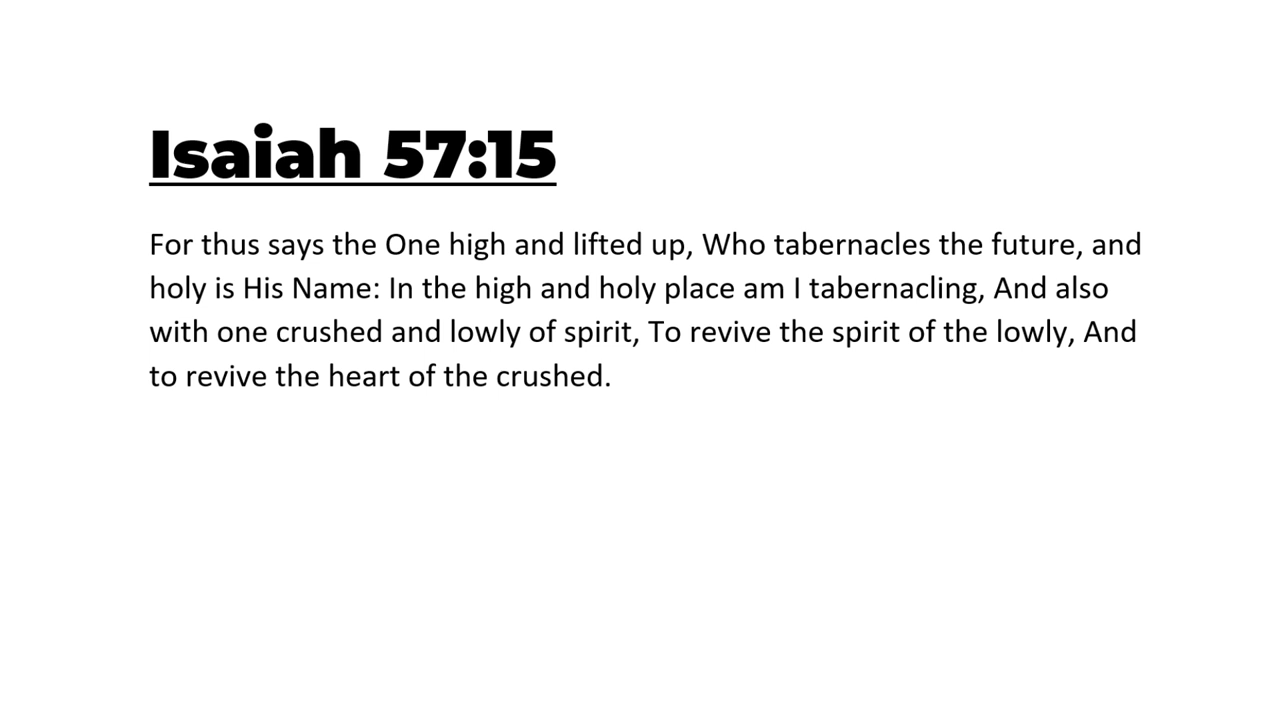 Isaiah 57:15
For thus says the One high and lifted up, Who tabernacles the future, and
holy is His Name: In the high and holy place am I tabernacling, And also
with one crushed and lowly of spirit, To revive the spirit of the lowly, And
to revive the heart of the crushed.